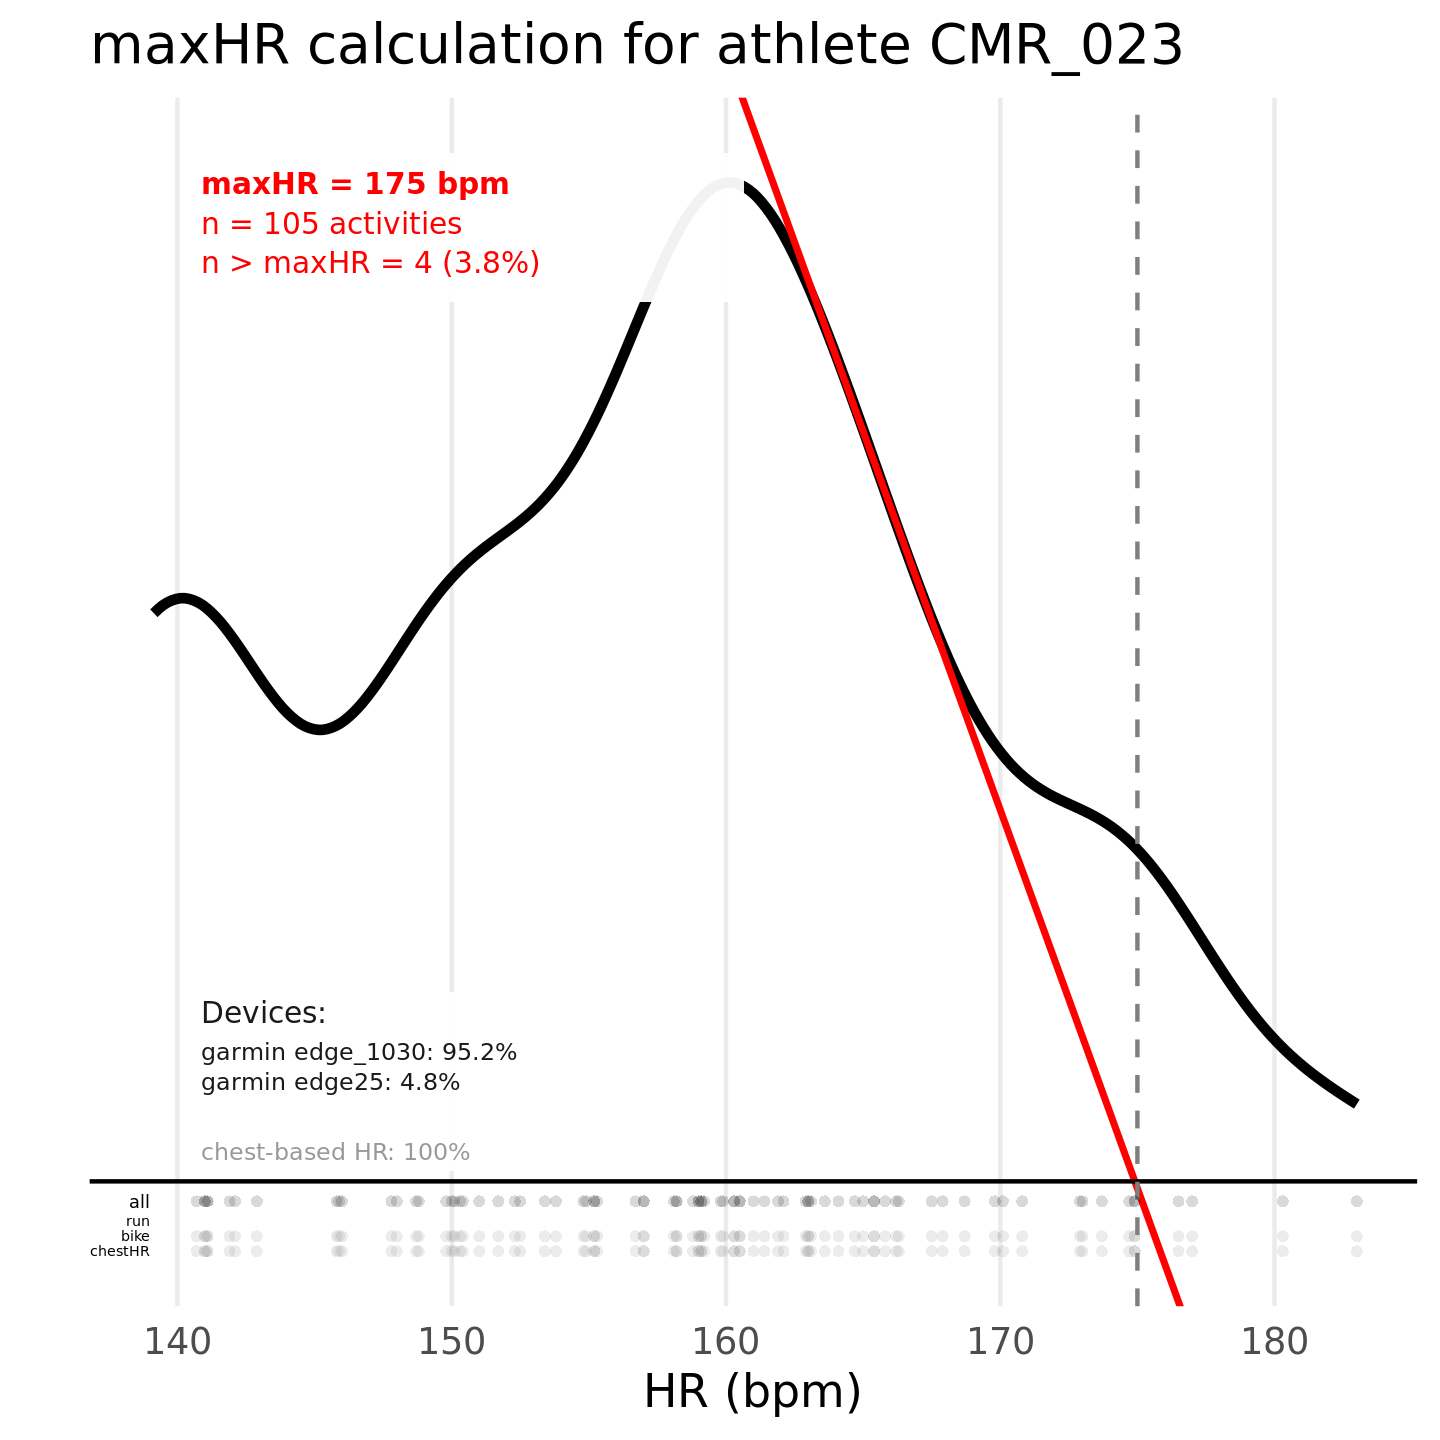 maxHR calculation for athlete CMR_023
maxHR = 175 bpm
n = 105 activities
n > maxHR = 4 (3.8%)
Devices:
garmin edge_1030: 95.2%
garmin edge25: 4.8%
chest-based HR: 100%
all
run
bike
chestHR
140 150 160 170 180
HR (bpm)